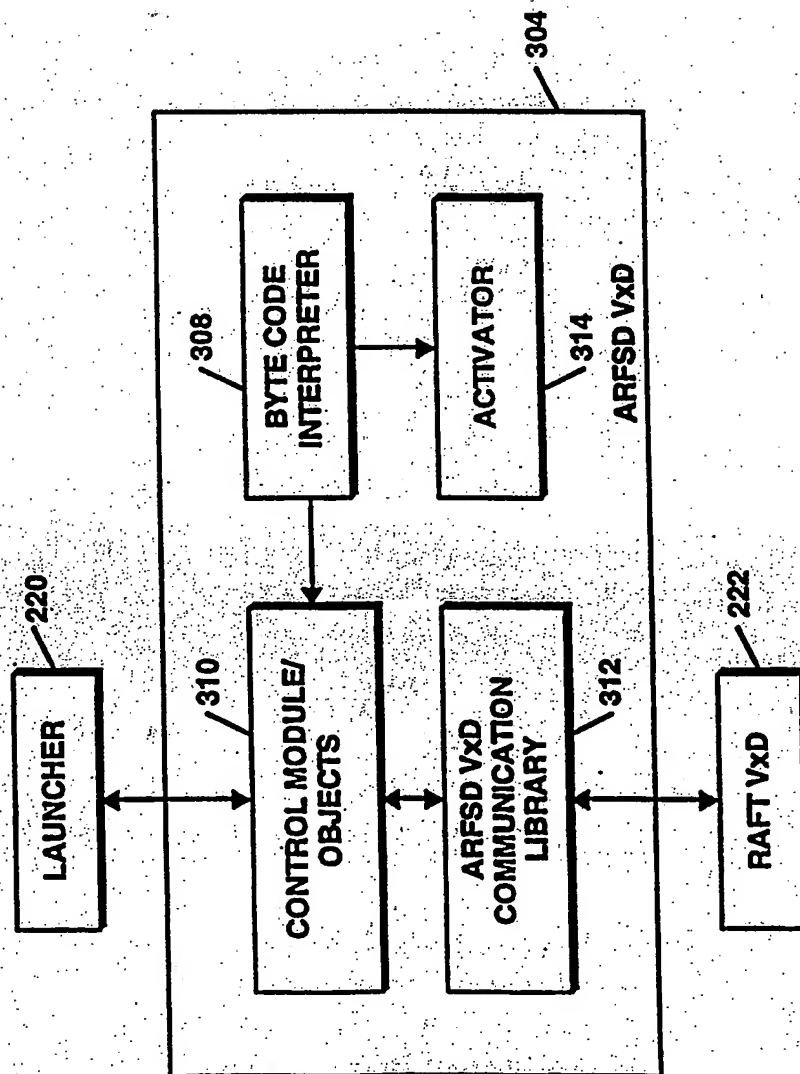 LAUNCHER
220
304
310
CONTROL MODULE/
OBJECTS
308
BYTE CODE
INTERPRETER
ARFSD VxD
COMMUNICATION
LIBRARY
312
ACTIVATOR
314
ARFSD VxD
RAFT VxD
222